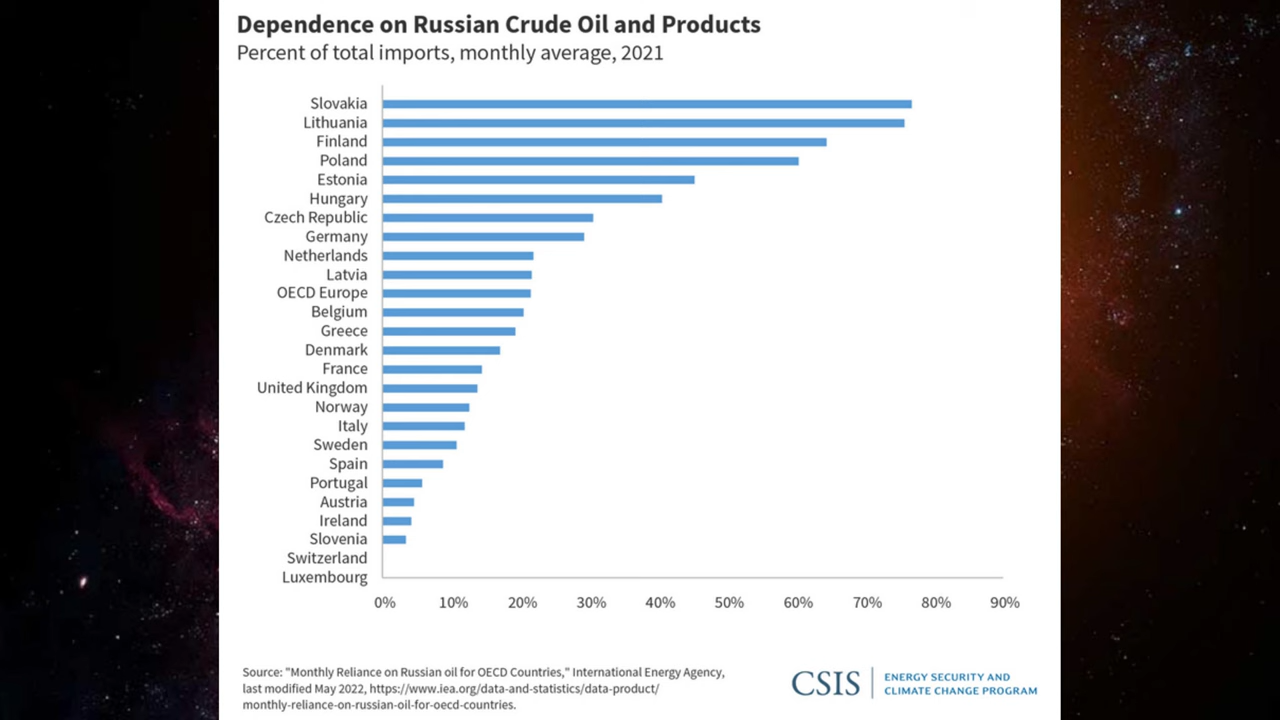 Dependence on Russian Crude Oil and Products
Percent of total imports, monthly average, 2021
Slovakia
Lithuania
Finland
Poland
Estonia
Hungary
Czech Republic
Germany
Netherlands
Latvia
OECD Europe
Belgium
Greece
Denmark
France
United Kingdom
Norway
Italy
Sweden
Spain
Portugal
Austria
Ireland
Slovenia
Switzerland
Luxembourg
0% 10% 20% 30% 40% 50% 60% 70% 80% 90%
Source: "Monthly Reliance on Russian oil for OECD Countries," International Energy Agency,
last modified May 2022, https://www.iea.org/data-and-statistics/data-product/
monthly-reliance-on-russian-oil-for-oecd-countries.
CSIS
ENERGY SECURITY AND
CLIMATE CHANGE PROGRAM